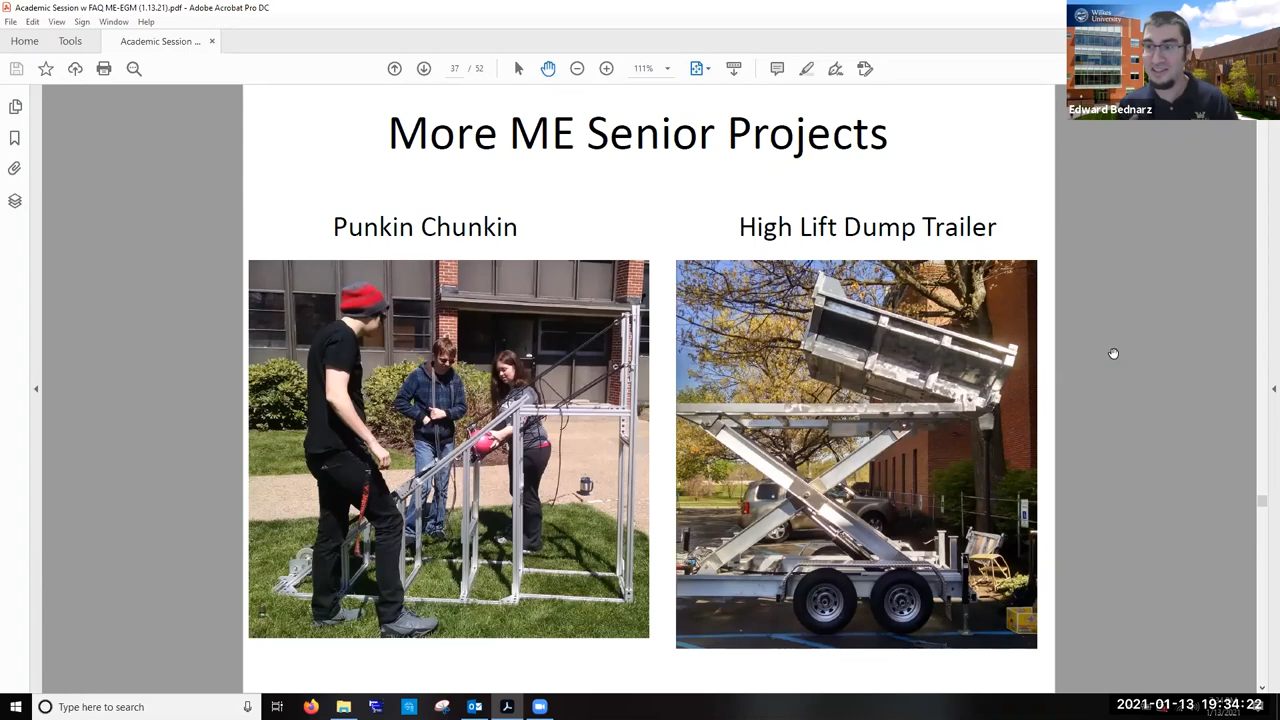 Academic Session w FAQ ME-EGM (1.13.21).pdf - Adobe Acrobat Pro DC
File Edit View Sign Window Help
Home Tools Academic Session ... ×
37 / 52 111%
Wilkes University
Edward Bednarz
More ME Senior Projects
Punkin Chunkin High Lift Dump Trailer
Type here to search
2021-01-13 19:34:22